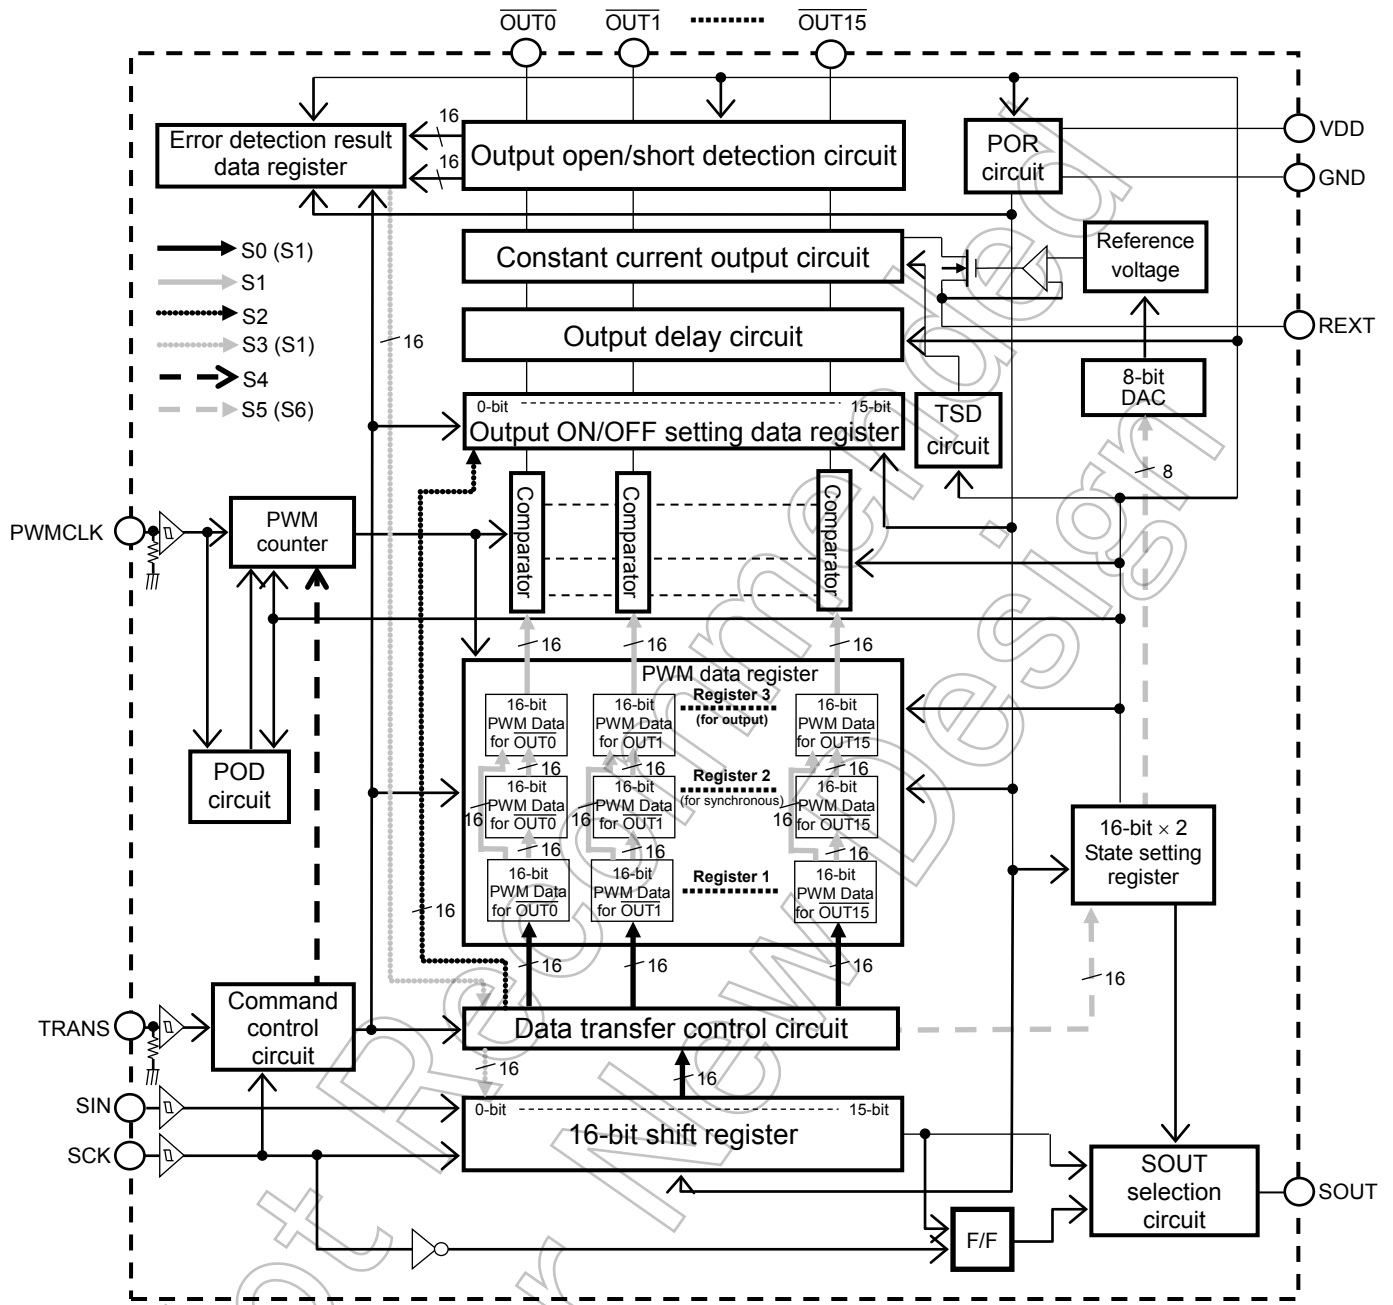 OUT0 OUT1 OUT15
VDD
GND
REXT
SOUT
PWMCLK
TRANS
SIN
SCK
Error detection result
data register
16
16
Output open/short detection circuit
POR
circuit
S0 (S1)
S1
S2
S3 (S1)
S4
S5 (S6)
Constant current output circuit
Reference
voltage
Output delay circuit
16
8-bit
DAC
0-bit 15-bit
Output ON/OFF setting data register
TSD
circuit
8
PWM
counter
Comparator
Comparator
Comparator
16 16 16
PWM data register
16-bit
PWM Data
for OUT0
16-bit
PWM Data
for OUT1
Register 3
(for output)
16-bit
PWM Data
for OUT15
16 16 16
POD
circuit
16
16-bit
PWM Data
for OUT0
16
16-bit
PWM Data
for OUT1
Register 2
(for synchronous)
16
16-bit
PWM Data
for OUT15
16 16 16
16-bit × 2
State setting
register
16-bit
PWM Data
for OUT0
16-bit
PWM Data
for OUT1
Register 1
16-bit
PWM Data
for OUT15
16
16 16 16
16
Command
control
circuit
Data transfer control circuit
16
16
0-bit 15-bit
16-bit shift register
SOUT
selection
circuit
F/F
Not Recommended
for New Design